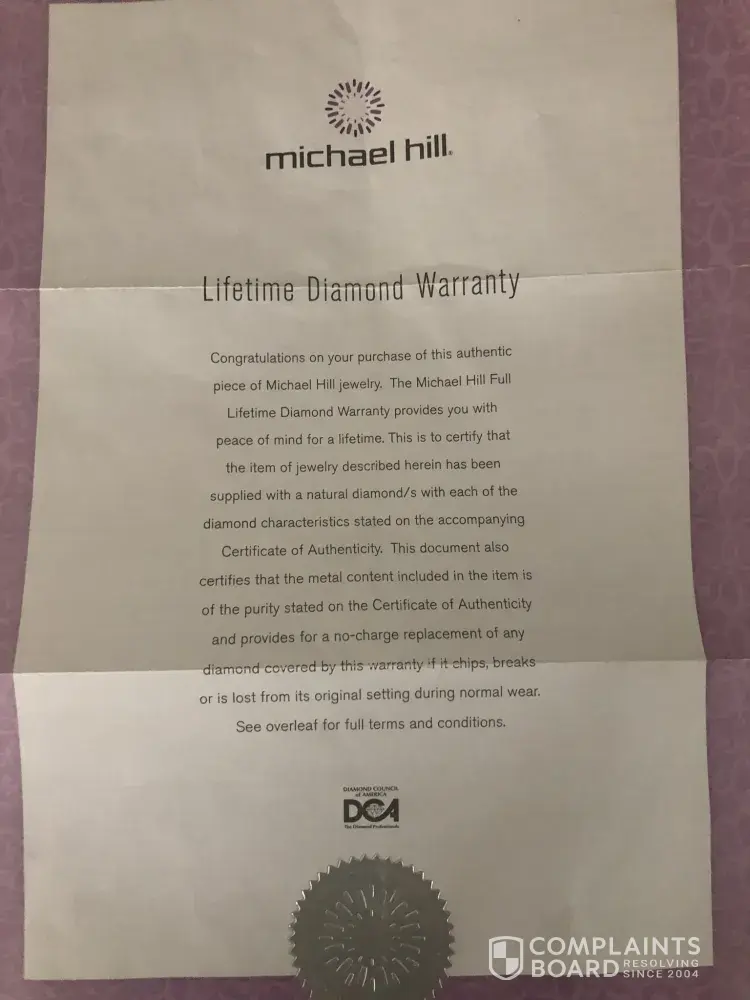 michael hill.
Lifetime Diamond Warranty
Congratulations on your purchase of this authentic
piece of Michael Hill jewelry. The Michael Hill Full
Lifetime Diamond Warranty provides you with
peace of mind for a lifetime. This is to certify that
the item of jewelry described herein has been
supplied with a natural diamond/s with each of the
diamond characteristics stated on the accompanying
Certificate of Authenticity. This document also
certifies that the metal content included in the item is
of the purity stated on the Certificate of Authenticity
and provides for a no-charge replacement of any
diamond covered by this warranty if it chips, breaks
or is lost from its original setting during normal wear.
See overleaf for full terms and conditions.
DIAMOND COUNCIL
of AMERICA
DCA
The Diamond Professionals
COMPLAINTS
BOARD RESOLVING SINCE 2004